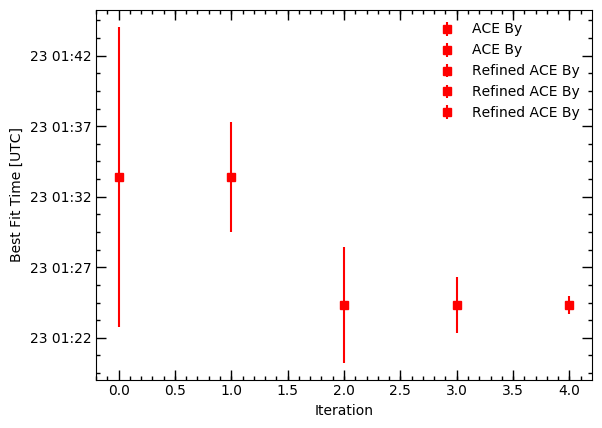 ACE By
ACE By
Refined ACE By
Refined ACE By
Refined ACE By
23 01:42
23 01:37
23 01:32
23 01:27
23 01:22
Best Fit Time [UTC]
0.0 0.5 1.0 1.5 2.0 2.5 3.0 3.5 4.0
Iteration